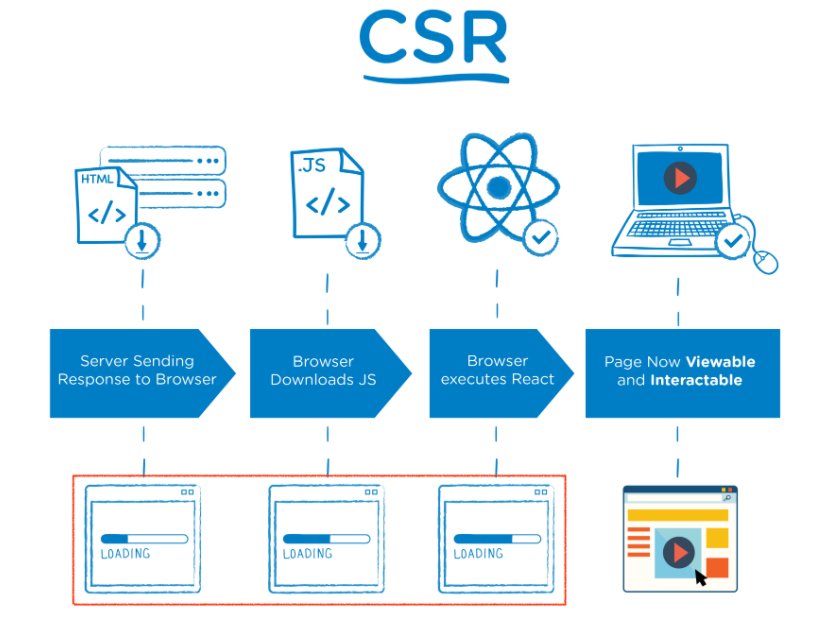 CSR
HTML
</>
.JS
</>
Server Sending
Response to Browser
Browser
Downloads JS
Browser
executes React
Page Now Viewable
and Interactable
LOADING
LOADING
LOADING